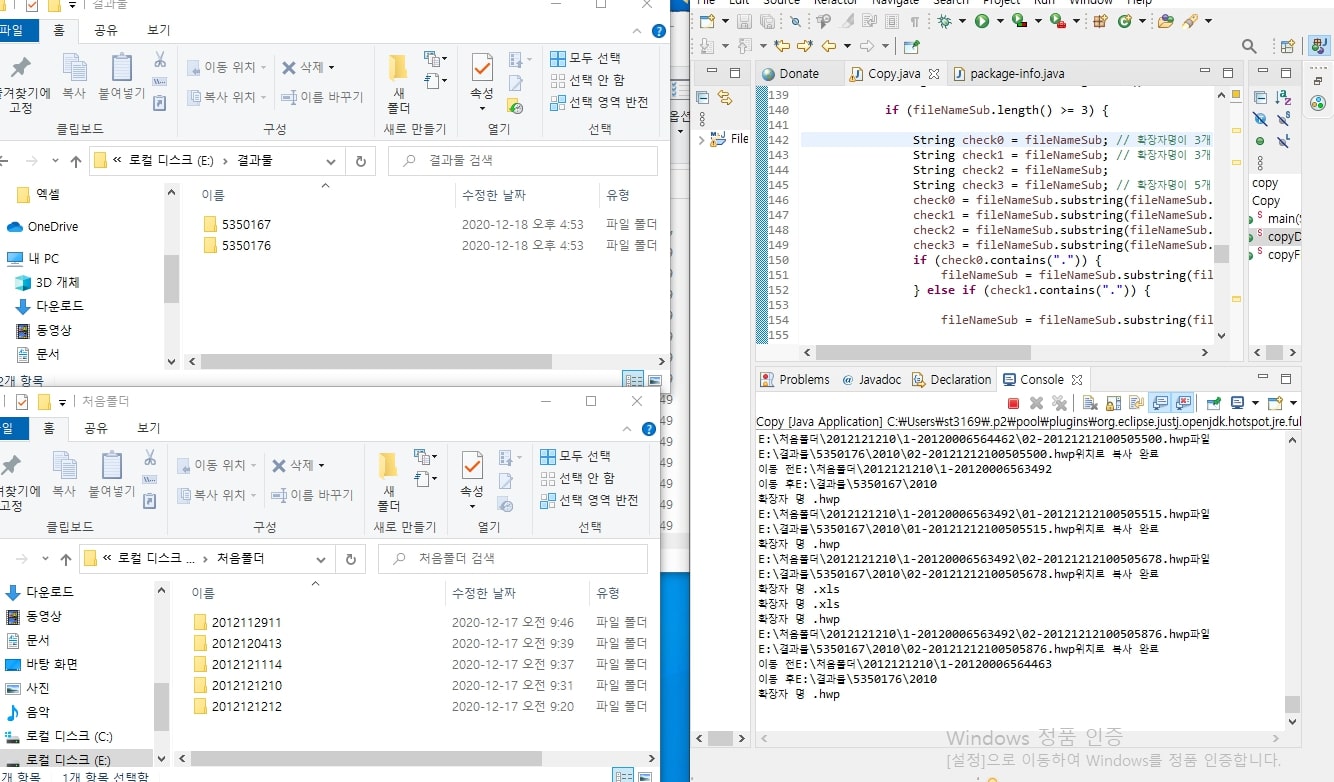 결과물
파일
홈
공유
보기
즐겨찾기에
고정
복사
붙여넣기
이동 위치
복사 위치
삭제
이름 바꾸기
새
폴더
속성
모두 선택
선택 안 함
선택 영역 반전
클립보드
구성
새로 만들기
열기
선택
« 로컬 디스크 (E:) › 결과물
결과물 검색
엑셀
OneDrive
내 PC
3D 개체
다운로드
동영상
문서
이름 수정한 날짜 유형
5350167 2020-12-18 오후 4:53 파일 폴더
5350176 2020-12-18 오후 4:53 파일 폴더
2개 항목
처음폴더
홈
공유
보기
고정
복사
붙여넣기
이동 위치
복사 위치
삭제
이름 바꾸기
새
폴더
속성
모두 선택
선택 안 함
선택 영역 반전
클립보드
구성
새로 만들기
열기
선택
« 로컬 디스크 ... › 처음폴더
처음폴더 검색
다운로드
동영상
문서
바탕 화면
사진
음악
로컬 디스크 (C:)
로컬 디스크 (E:)
이름 수정한 날짜 유형
2012112911 2020-12-17 오전 9:46 파일 폴더
2012120413 2020-12-17 오전 9:39 파일 폴더
2012121114 2020-12-17 오전 9:37 파일 폴더
2012121210 2020-12-17 오전 9:31 파일 폴더
2012121212 2020-12-17 오전 9:20 파일 폴더
개 항목 1개 항목 선택함
File Edit Source Refactor Navigate Search Project Run Window Help
Donate Copy.java package-info.java
File
139
140 if (fileNameSub.length() >= 3) {
141
142 String check0 = fileNameSub; // 확장자명이 3개
143 String check1 = fileNameSub; // 확장자명이 3개
144 String check2 = fileNameSub;
145 String check3 = fileNameSub; // 확장자명이 5개
146 check0 = fileNameSub.substring(fileNameSub.
147 check1 = fileNameSub.substring(fileNameSub.
148 check2 = fileNameSub.substring(fileNameSub.
149 check3 = fileNameSub.substring(fileNameSub.
150 if (check0.contains(".")) {
151 fileNameSub = fileNameSub.substring(fil
152 } else if (check1.contains(".")) {
153
154 fileNameSub = fileNameSub.substring(fil
155
copy
Copy
main(S
copyD
copyF
Problems Javadoc Declaration Console
Copy [Java Application] C:₩Users₩st3169₩.p2₩pool₩plugins₩org.eclipse.justj.openjdk.hotspot.jre.ful
E:\처음폴더\2012121210\1-20120006564462\02-20121212100505500.hwp파일
E:\결과물\5350176\2010\02-20121212100505500.hwp위치로 복사 완료
이동 전E:\처음폴더\2012121210\1-20120006563492
이동 후E:\결과물\5350167\2010
확장자 명 .hwp
E:\처음폴더\2012121210\1-20120006563492\01-20121212100505515.hwp파일
E:\결과물\5350167\2010\01-20121212100505515.hwp위치로 복사 완료
확장자 명 .hwp
E:\처음폴더\2012121210\1-20120006563492\02-20121212100505678.hwp파일
E:\결과물\5350167\2010\02-20121212100505678.hwp위치로 복사 완료
확장자 명 .xls
확장자 명 .xls
확장자 명 .hwp
E:\처음폴더\2012121210\1-20120006563492\02-20121212100505876.hwp파일
E:\결과물\5350167\2010\02-20121212100505876.hwp위치로 복사 완료
이동 전E:\처음폴더\2012121210\1-20120006564463
이동 후E:\결과물\5350176\2010
확장자 명 .hwp
Windows 정품 인증
[설정]으로 이동하여 Windows를 정품 인증합니다.